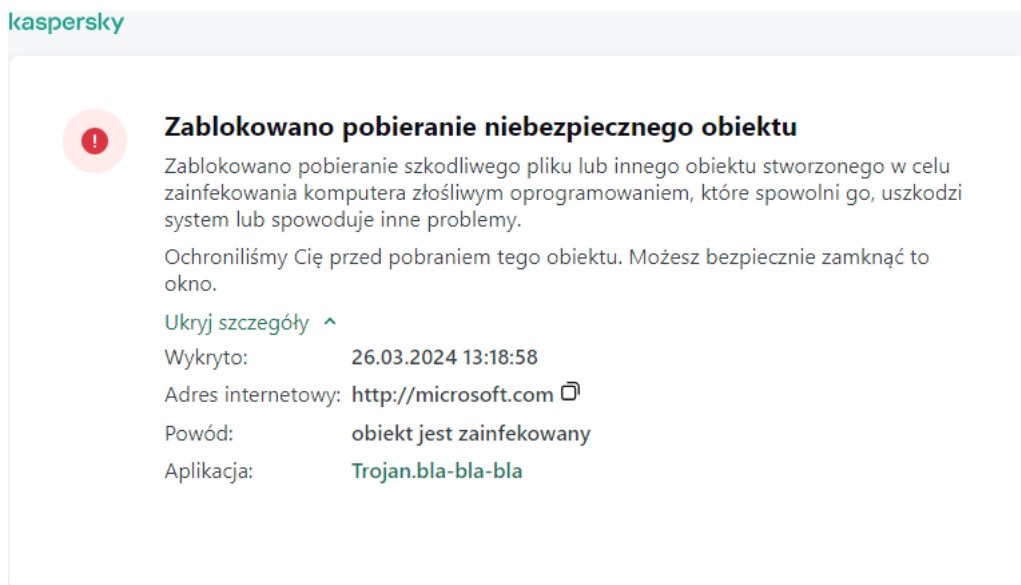 kaspersky
Zablokowano pobieranie niebezpiecznego obiektu
Zablokowano pobieranie szkodliwego pliku lub innego obiektu stworzonego w celu
zainfekowania komputera złośliwym oprogramowaniem, które spowolni go, uszkodzi
system lub spowoduje inne problemy.
Ochroniliśmy Cię przed pobraniem tego obiektu. Możesz bezpiecznie zamknąć to
okno.
Ukryj szczegóły
Wykryto: 26.03.2024 13:18:58
Adres internetowy: http://microsoft.com
Powód: obiekt jest zainfekowany
Aplikacja: Trojan.bla-bla-bla